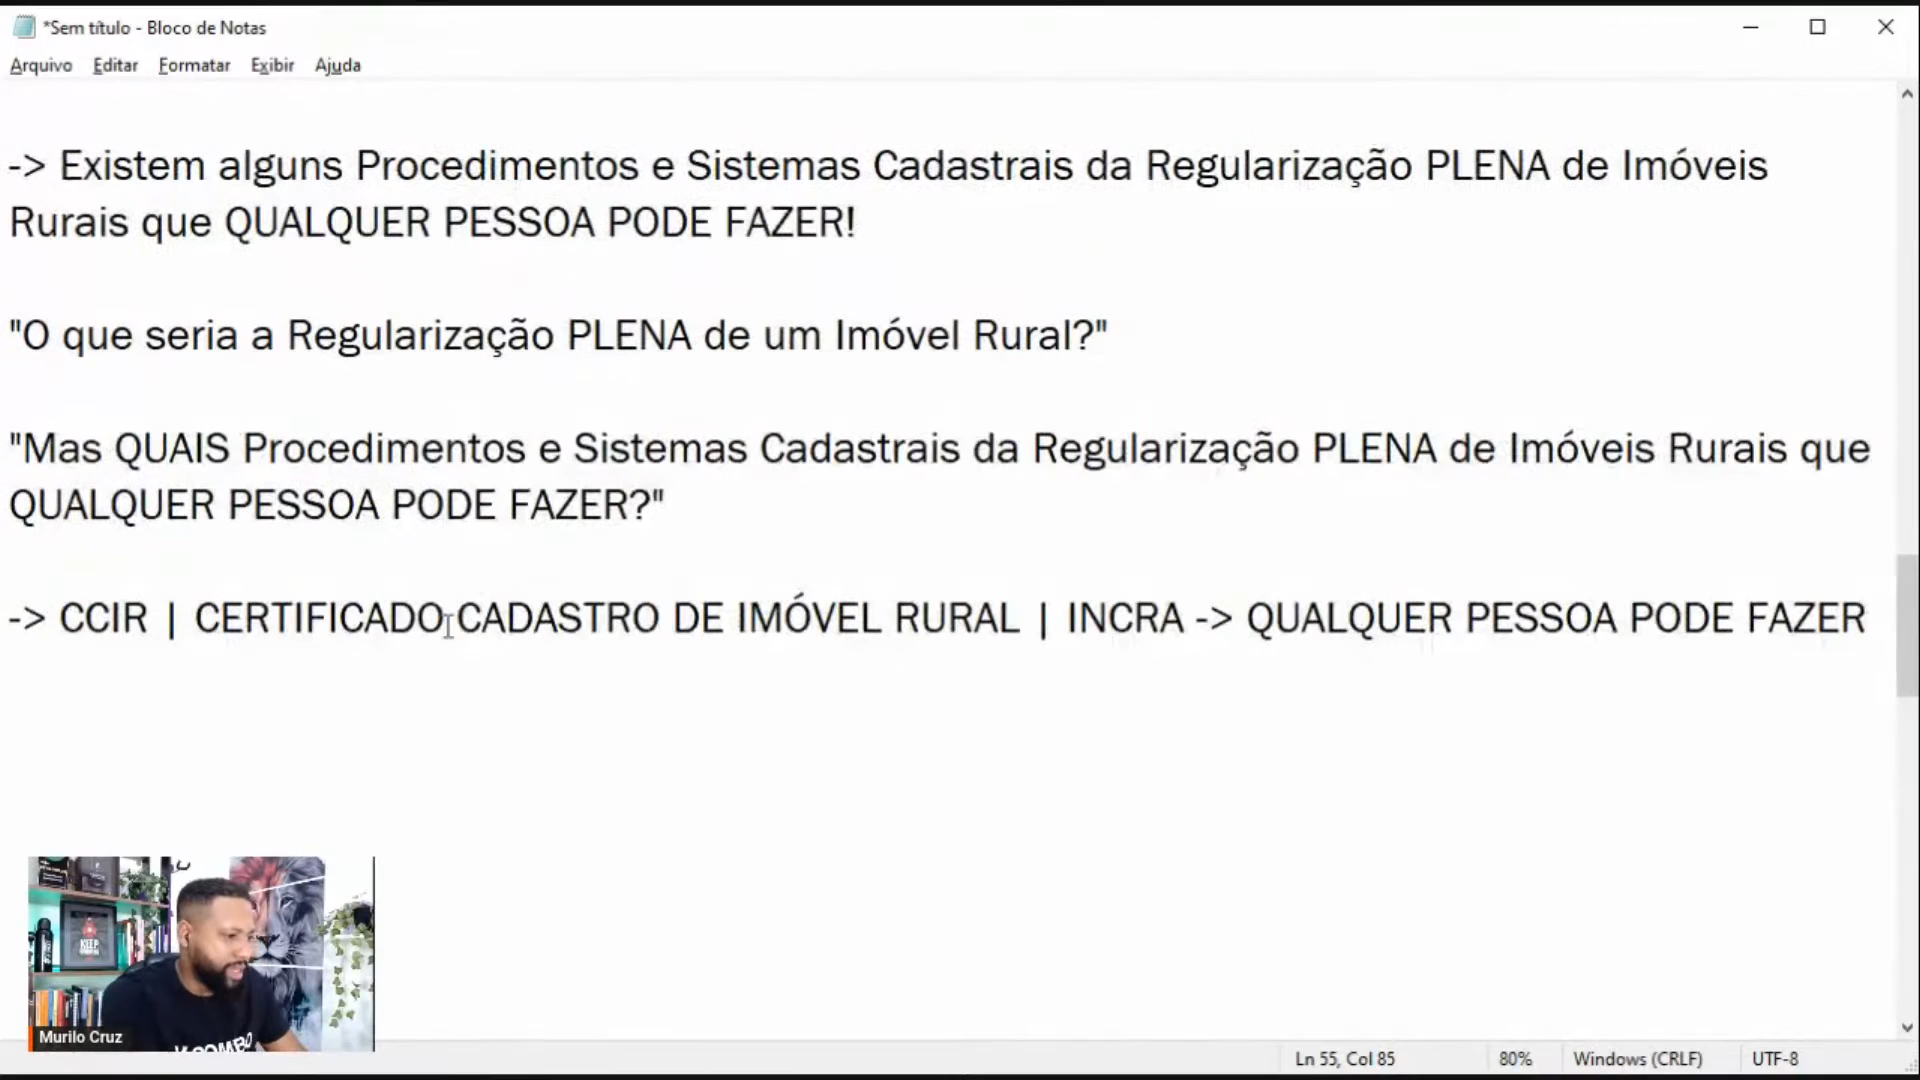 *Sem título - Bloco de Notas
Arquivo Editar Formatar Exibir Ajuda
-> Existem alguns Procedimentos e Sistemas Cadastrais da Regularização PLENA de Imóveis
Rurais que QUALQUER PESSOA PODE FAZER!
"O que seria a Regularização PLENA de um Imóvel Rural?"
"Mas QUAIS Procedimentos e Sistemas Cadastrais da Regularização PLENA de Imóveis Rurais que
QUALQUER PESSOA PODE FAZER?"
-> CCIR | CERTIFICADO CADASTRO DE IMÓVEL RURAL | INCRA -> QUALQUER PESSOA PODE FAZER
KEEP
Murilo Cruz
Ln 55, Col 85 80% Windows (CRLF) UTF-8